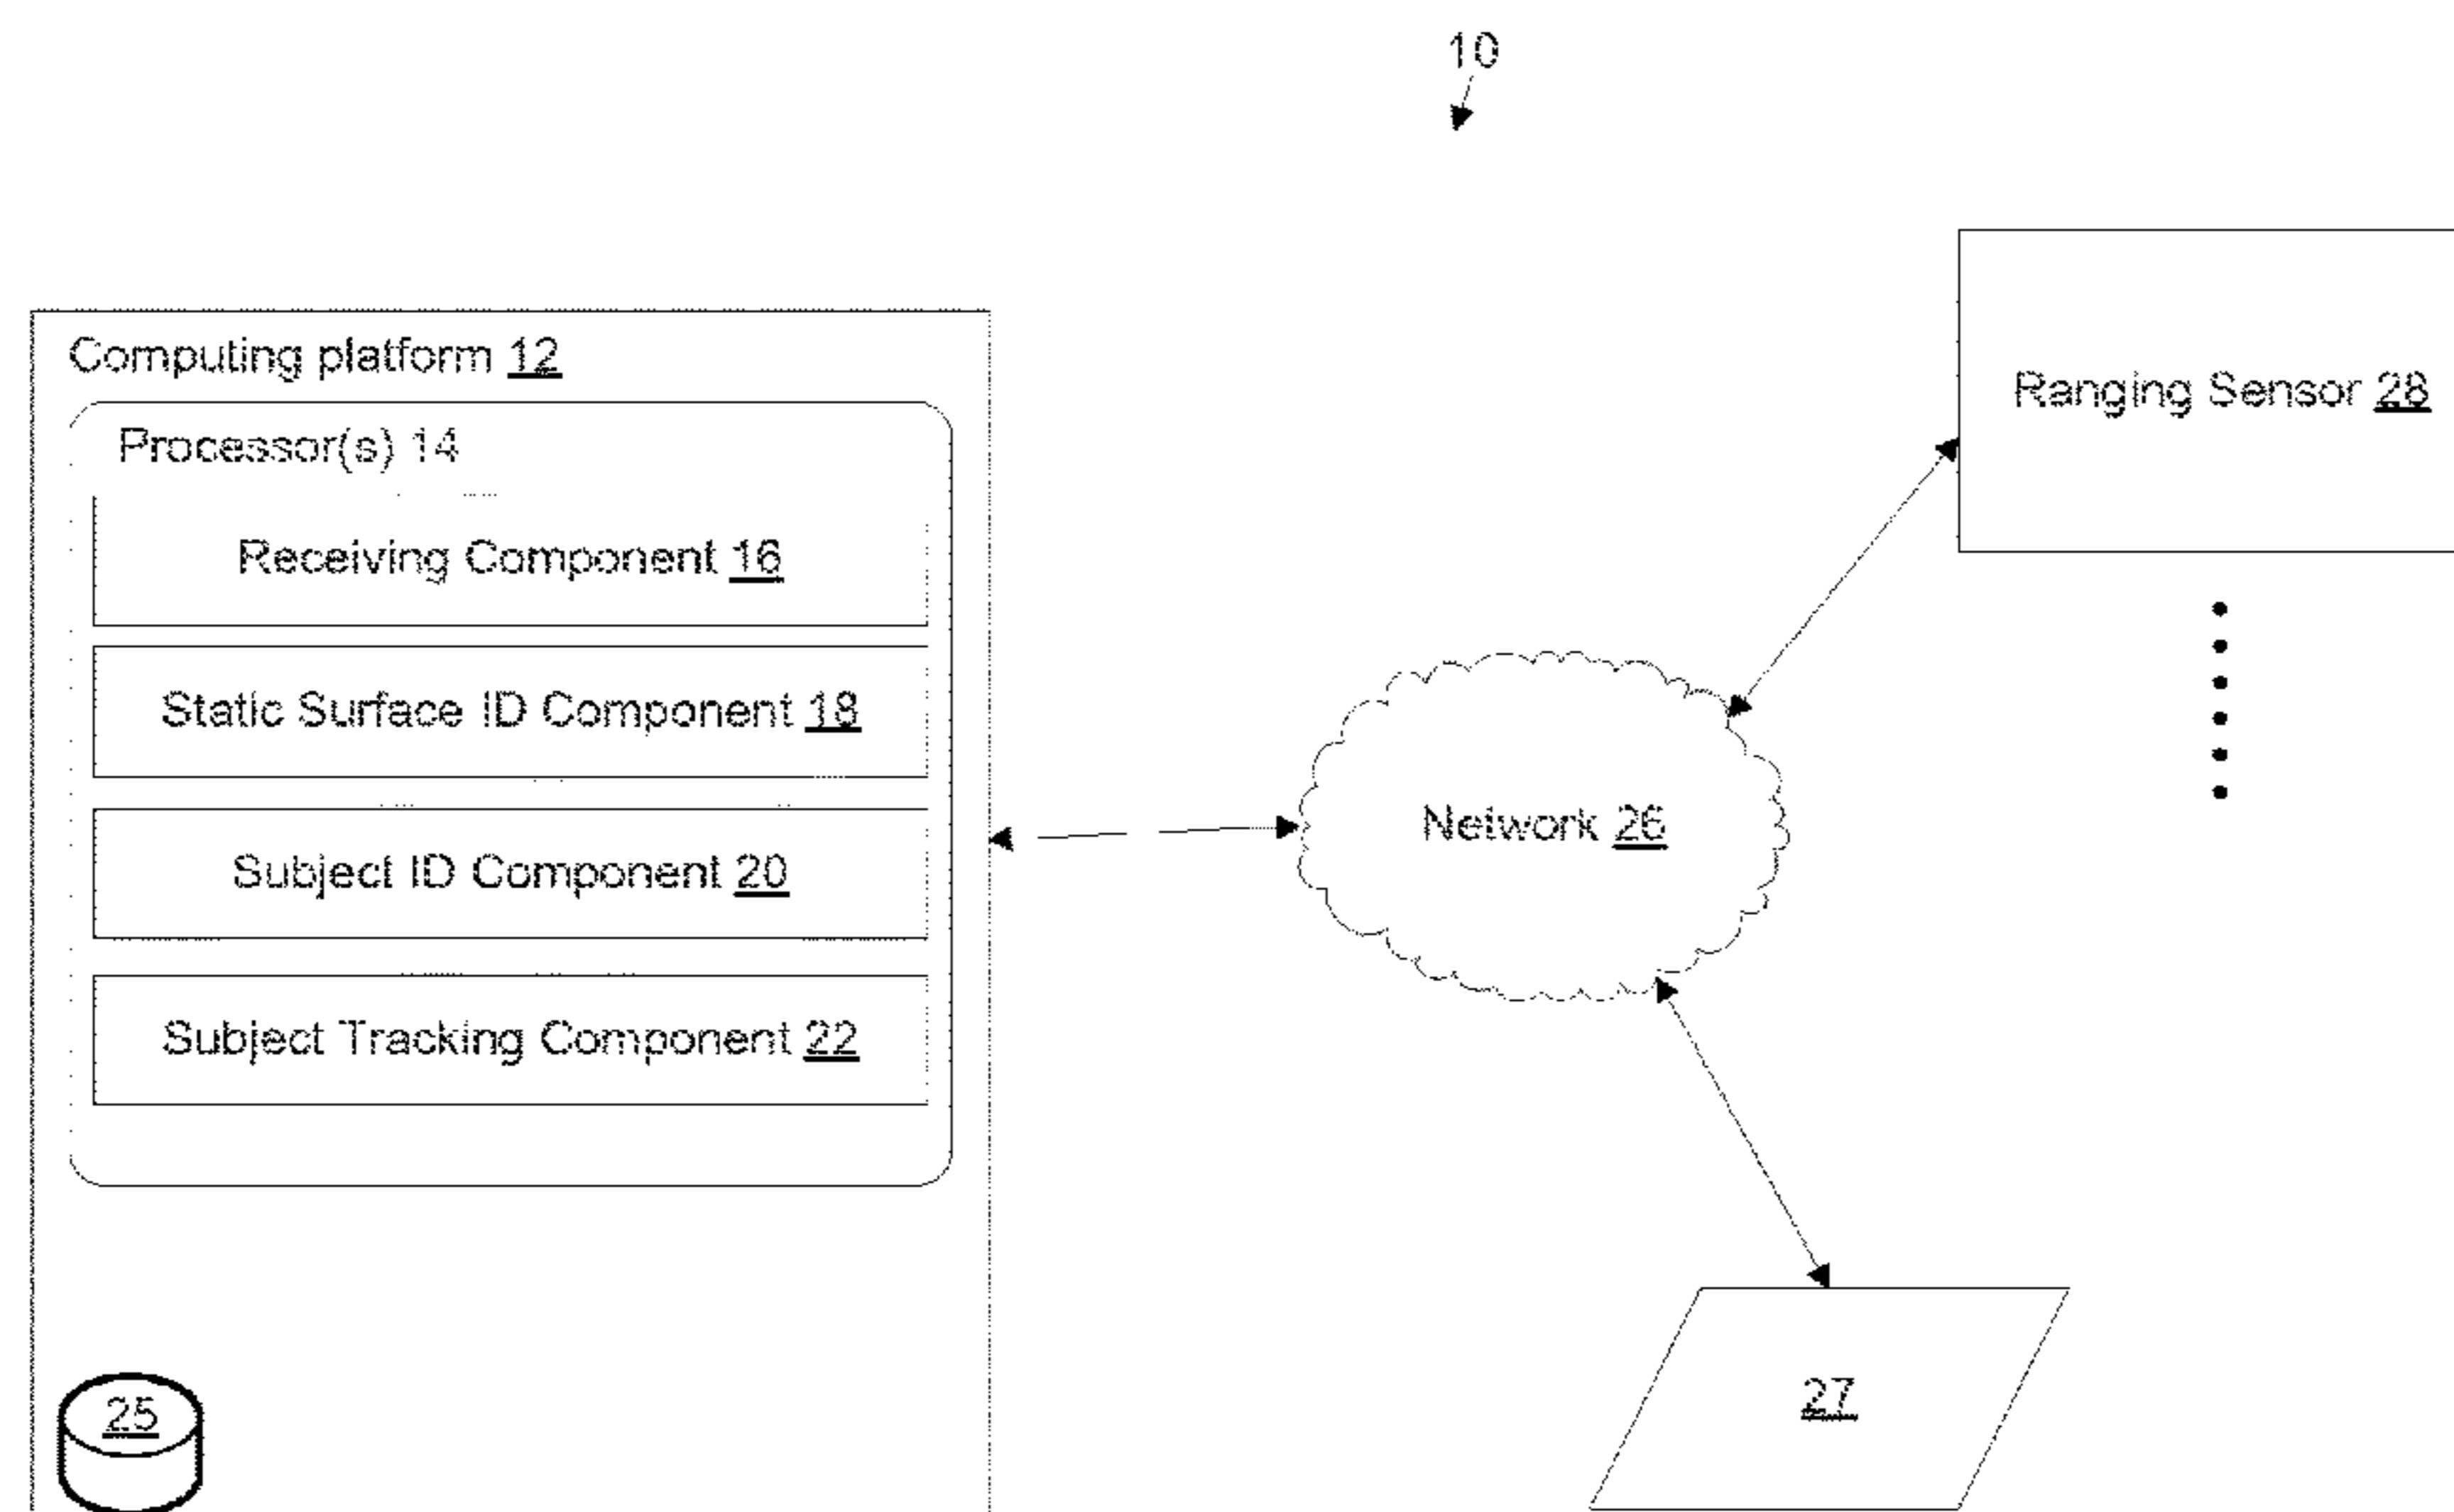 10
Computing platform 12
Processor(s) 14
Receiving Component 16
Static Surface ID Component 18
Subject ID Component 20
Subject Tracking Component 22
25
Network 26
Ranging Sensor 28
27